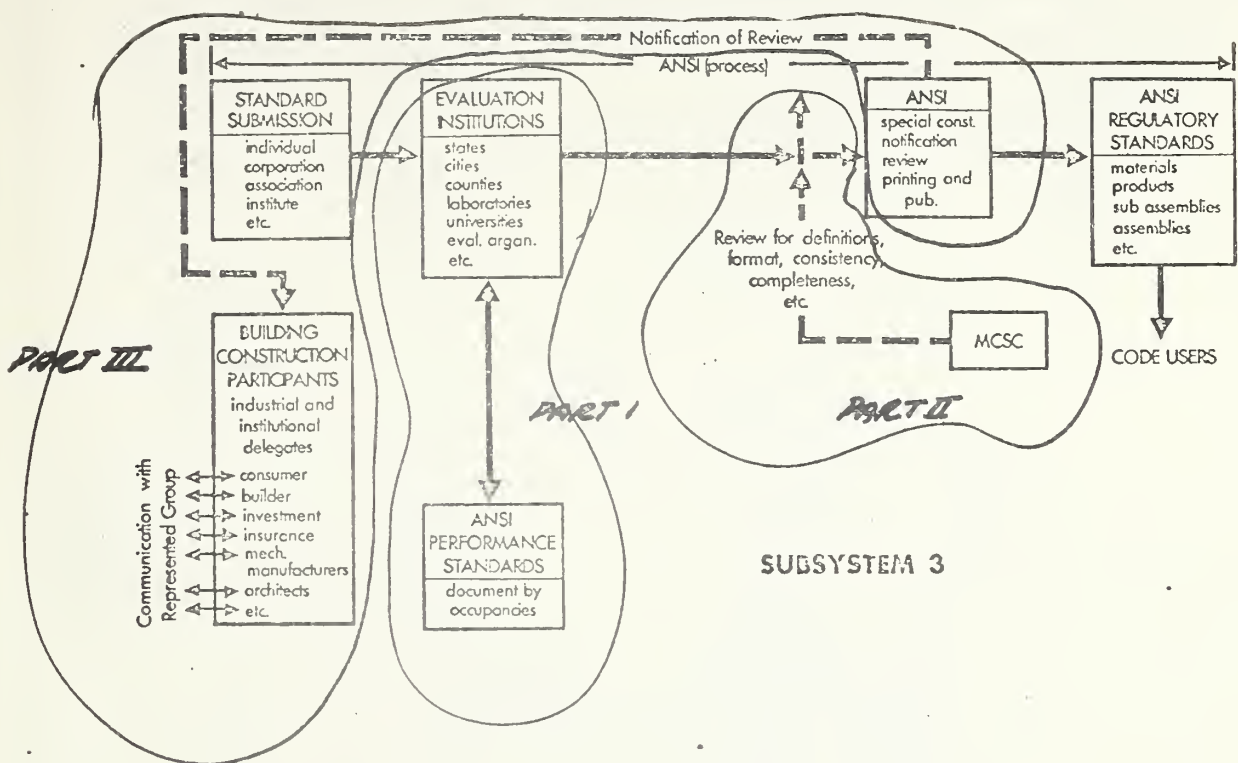 Notification of Review
ANSI (process)
STANDARD
SUBMISSION
individual
corporation
association
institute
etc.
EVALUATION
INSTITUTIONS
states
cities
counties
laboratories
universities
eval. organ.
etc.
ANSI
special const.
notification
review
printing and
pub.
ANSI
REGULATORY
STANDARDS
materials
products
sub assemblies
assemblies
etc.
CODE USERS
Review for definitions,
format, consistency,
completeness,
etc.
MCSC
PART III
PART I
PART II
BUILDING
CONSTRUCTION
PARTICIPANTS
industrial and
institutional
delegates
consumer
builder
investment
insurance
mech.
manufacturers
architects
etc.
Communication with
Represented Group
ANSI
PERFORMANCE
STANDARDS
document by
occupancies
SUBSYSTEM 3